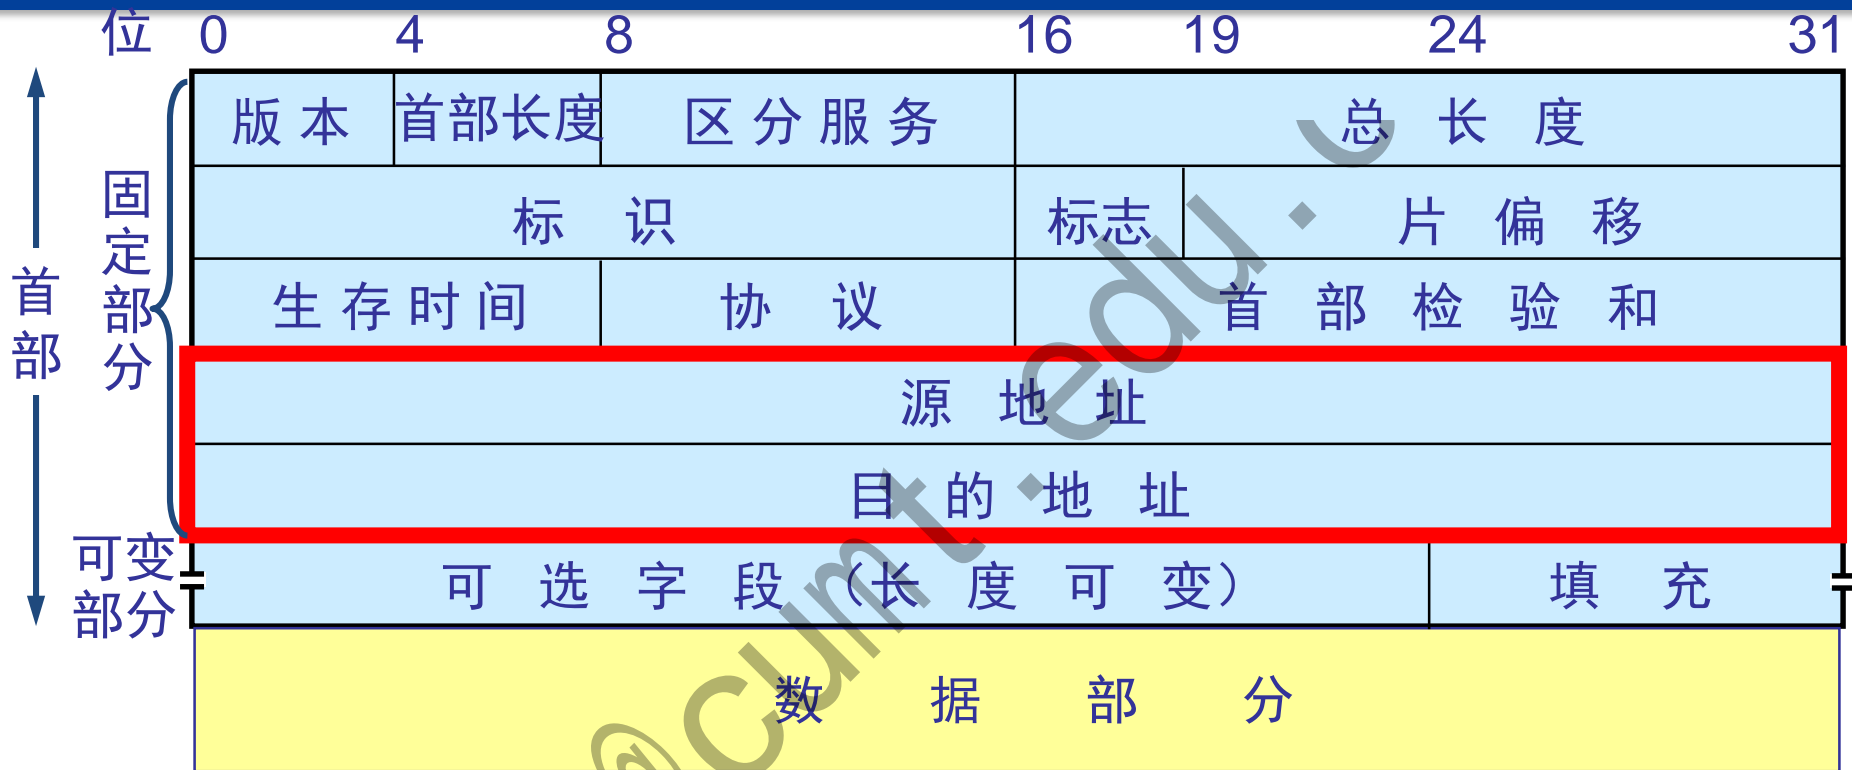 位 0 4 8 16 19 24 31
版本 首部长度 区分服务 总长度
标识 标志 片偏移
生存时间 协议 首部检验和
源地址
目的地址
可选字段（长度可变） 填充
数据部分
首部
固定部分
可变部分
@cumt.edu.c